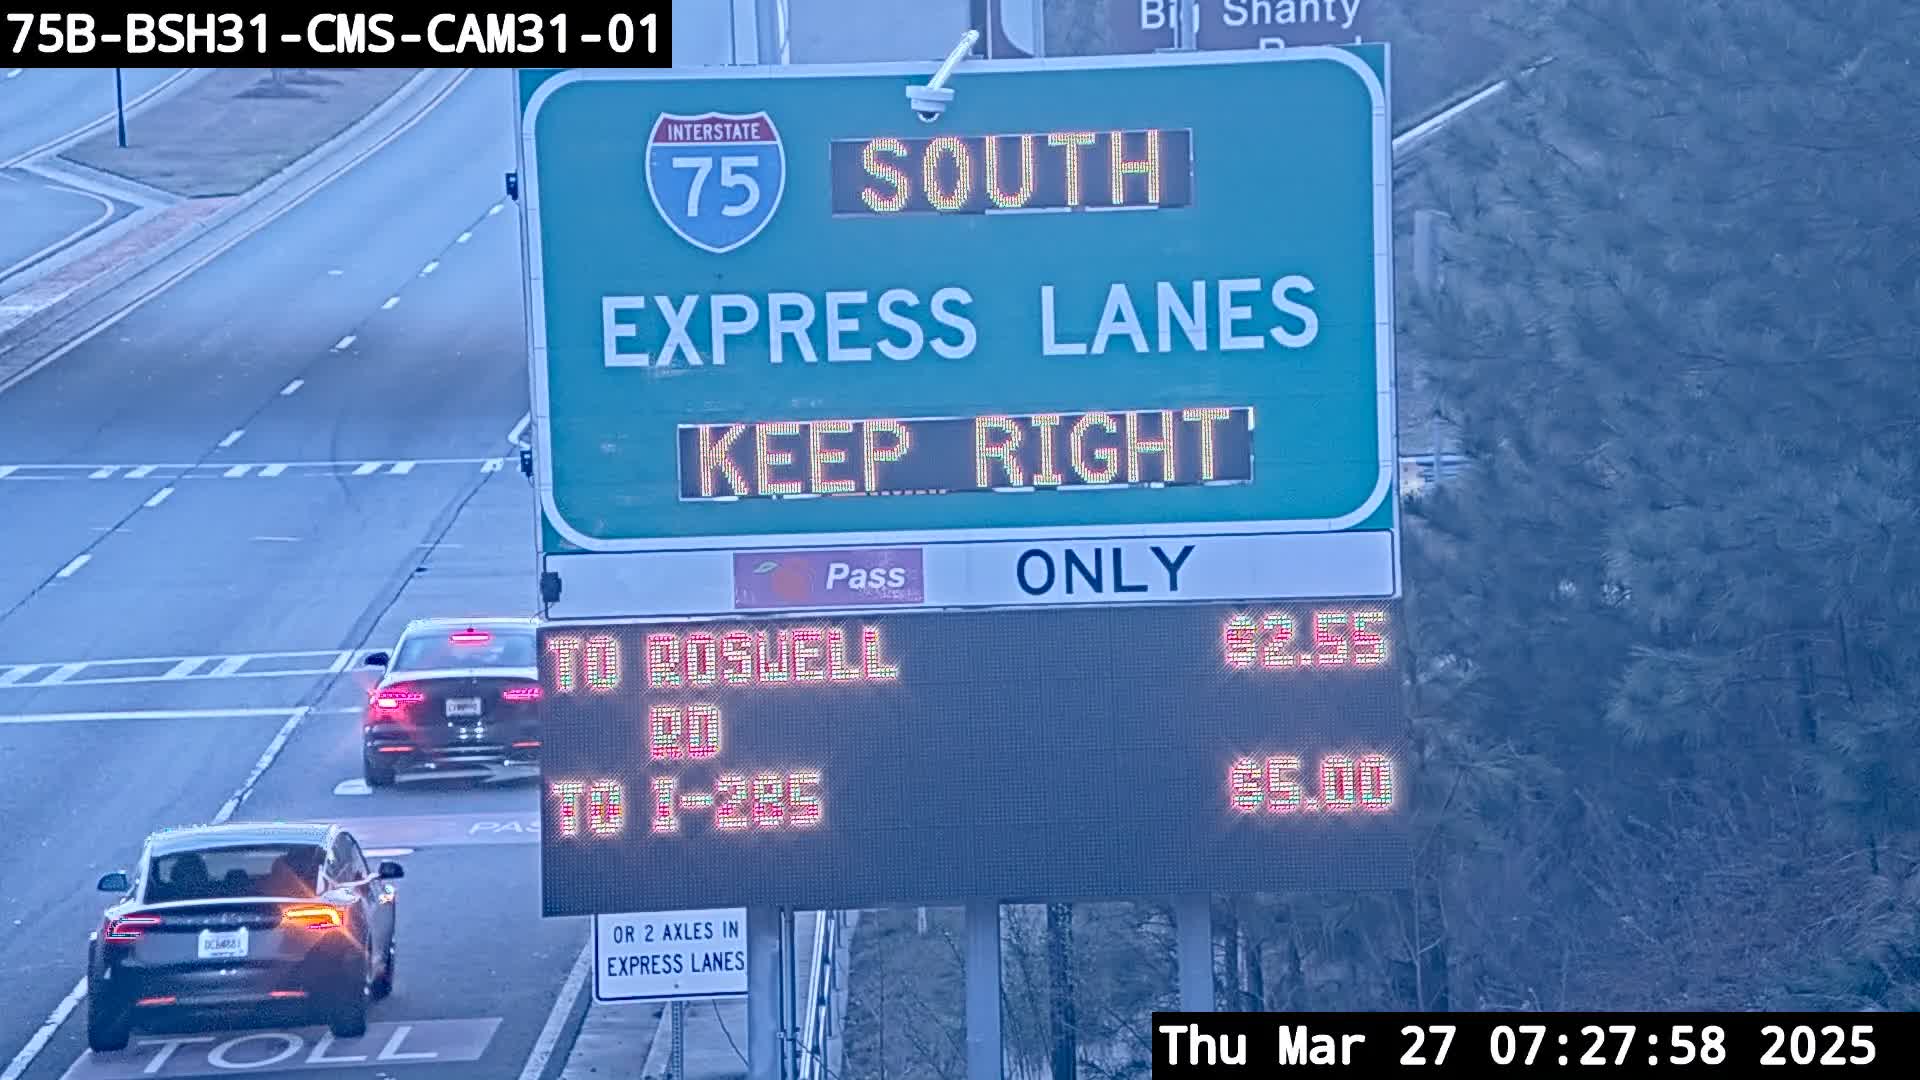 75B-BSH31-CMS-CAM31-01
Big Shanty
INTERSTATE
75
SOUTH
EXPRESS LANES
KEEP RIGHT
Pass
ONLY
TO ROSWELL $2.55
RD
TO I-285 $5.00
OR 2 AXLES IN
EXPRESS LANES
TOLL
Thu Mar 27 07:27:58 2025